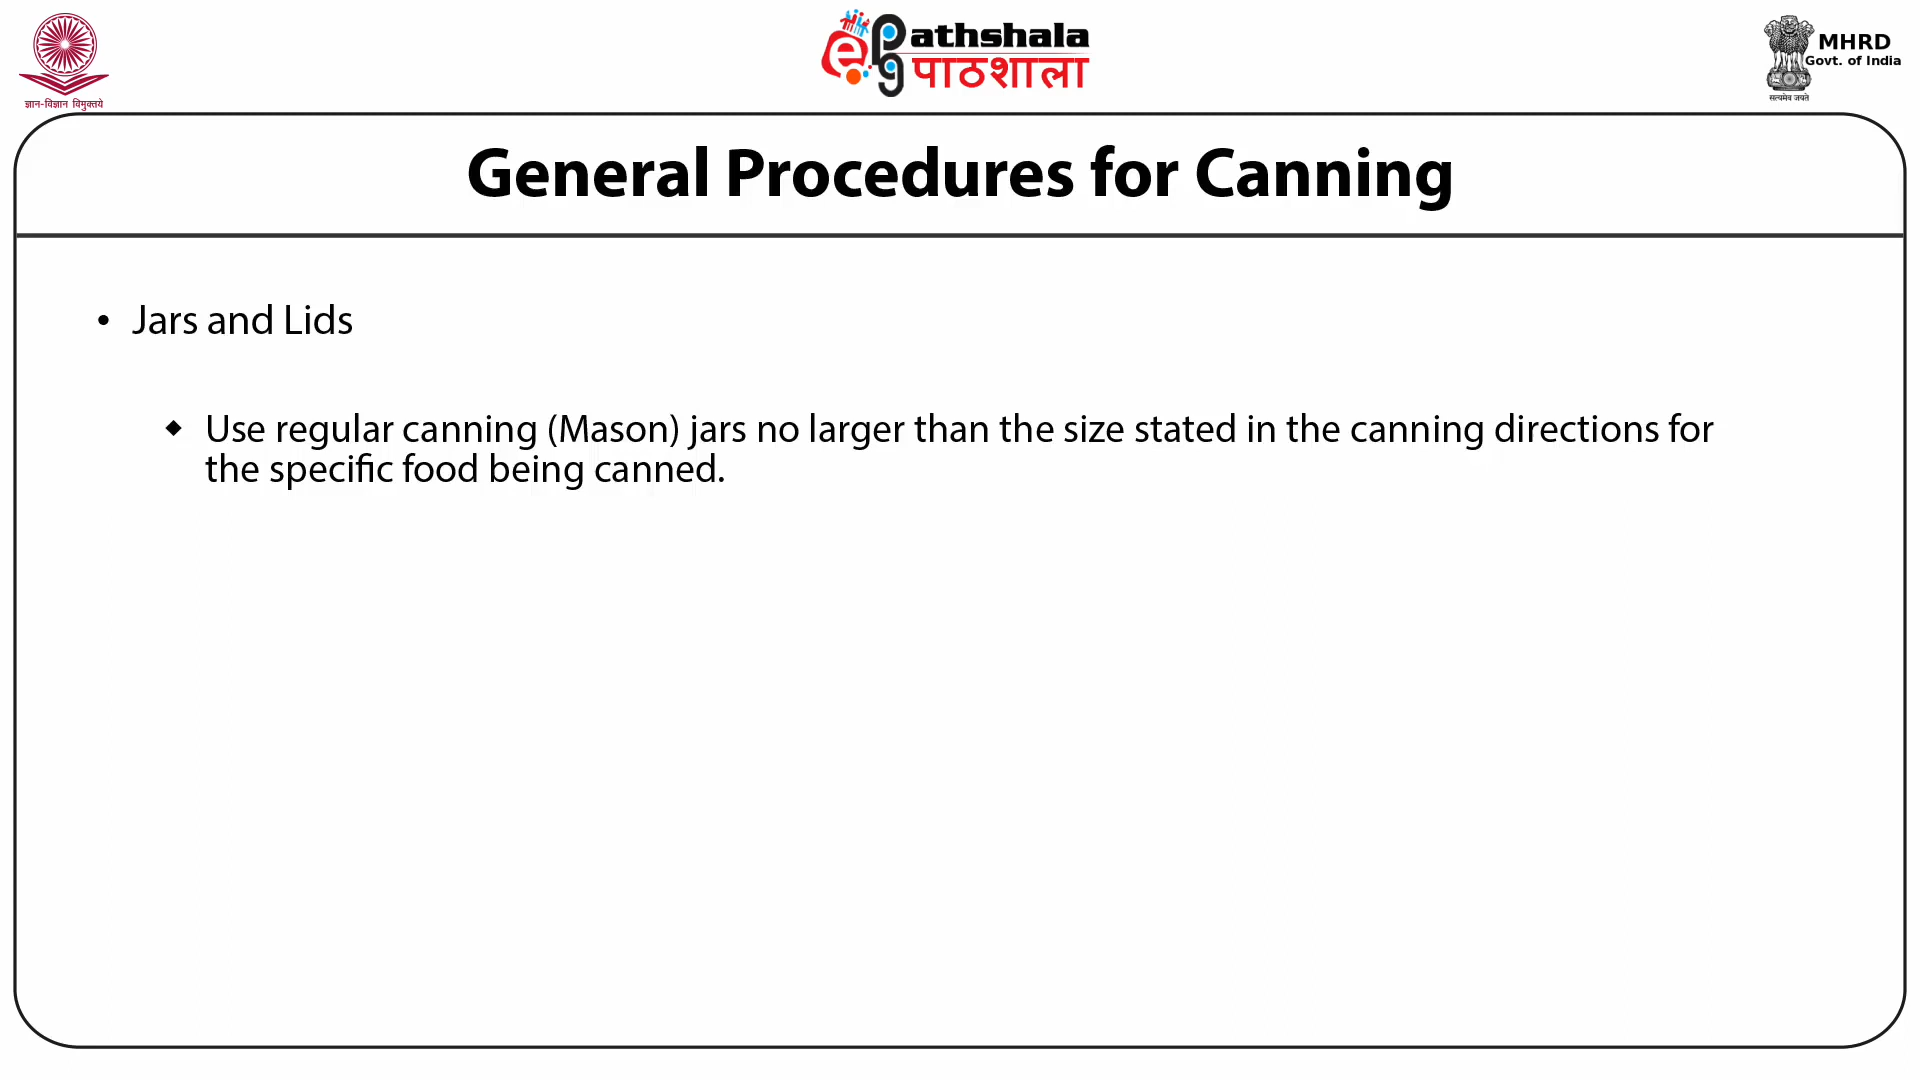 ज्ञान-विज्ञान विमुक्तये
ePG athshala
पाठशाला
MHRD
Govt. of India
सत्यमेव जयते
General Procedures for Canning
• Jars and Lids
◆ Use regular canning (Mason) jars no larger than the size stated in the canning directions for
the specific food being canned.